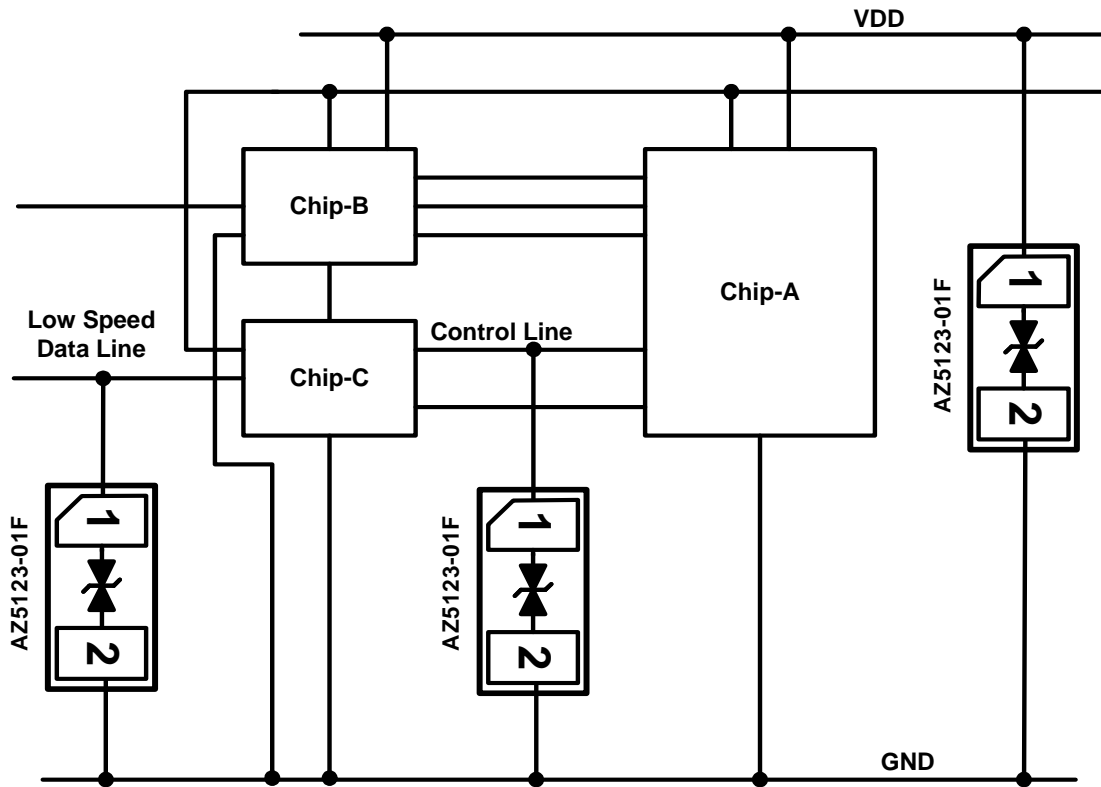 VDD
Chip-B
Chip-A
1
AZ5123-01F
2
Low Speed
Data Line
Control Line
Chip-C
1
AZ5123-01F
2
1
AZ5123-01F
2
GND